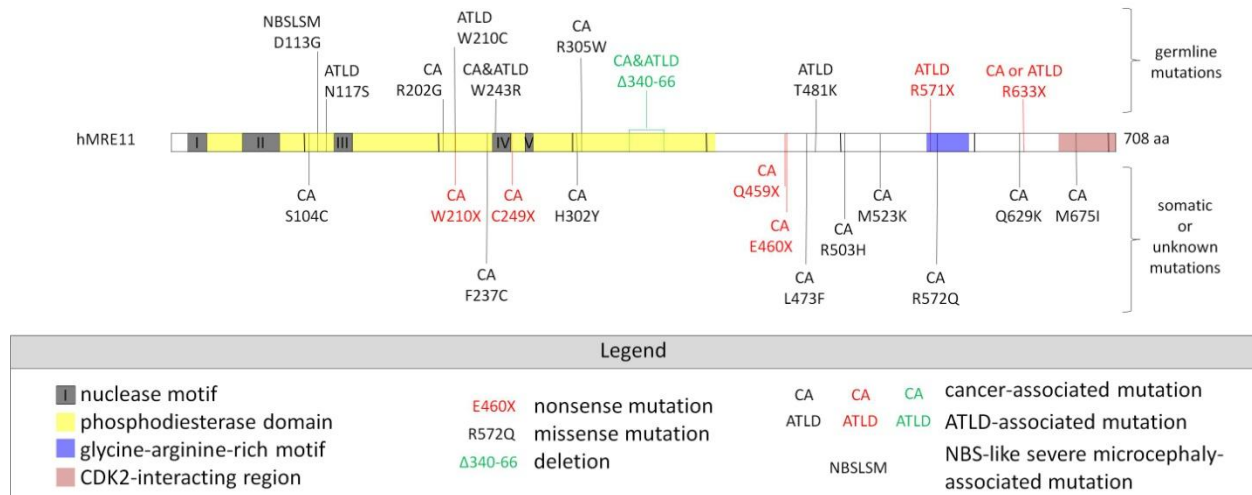 NBSLSM
D113G
ATLD
N117S
CA
R202G
ATLD
W210C
CA&ATLD
W243R
CA
R305W
CA&ATLD
Δ340-66
ATLD
T481K
ATLD
R571X
CA or ATLD
R633X
germline
mutations
hMRE11
I
II
III
IV
V
708 aa
CA
S104C
CA
W210X
CA
F237C
CA
C249X
CA
H302Y
CA
Q459X
CA
E460X
CA
L473F
CA
R503H
CA
M523K
CA
R572Q
CA
Q629K
CA
M675I
somatic
or
unknown
mutations
Legend
I nuclease motif
phosphodiesterase domain
glycine-arginine-rich motif
CDK2-interacting region
E460X nonsense mutation
R572Q missense mutation
Δ340-66 deletion
CA CA CA cancer-associated mutation
ATLD ATLD ATLD ATLD-associated mutation
NBSLSM NBS-like severe microcephaly-
associated mutation